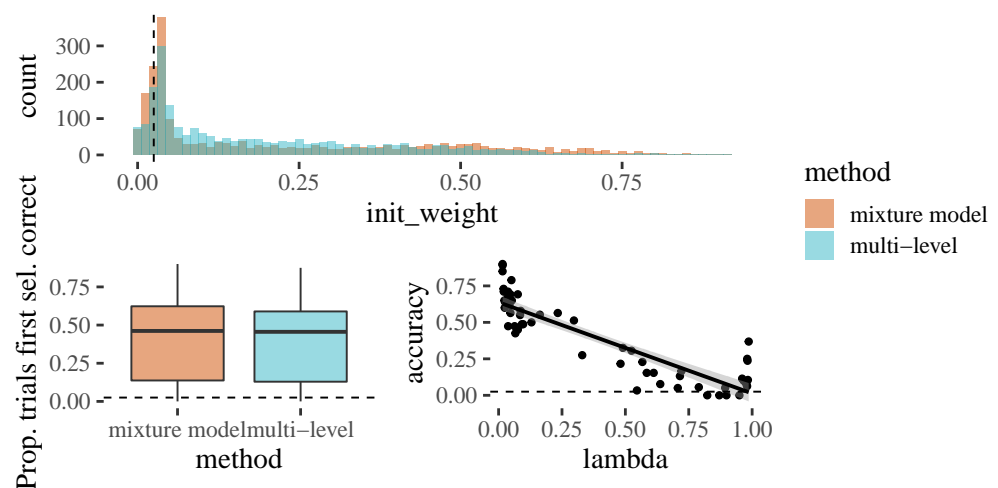 count
300
200
100
0
0.00 0.25 0.50 0.75
init_weight
method
mixture model
multi−level
Prop. trials first sel. correct
0.75
0.50
0.25
0.00
mixture model multi−level
method
accuracy
0.75
0.50
0.25
0.00
0.00 0.25 0.50 0.75 1.00
lambda